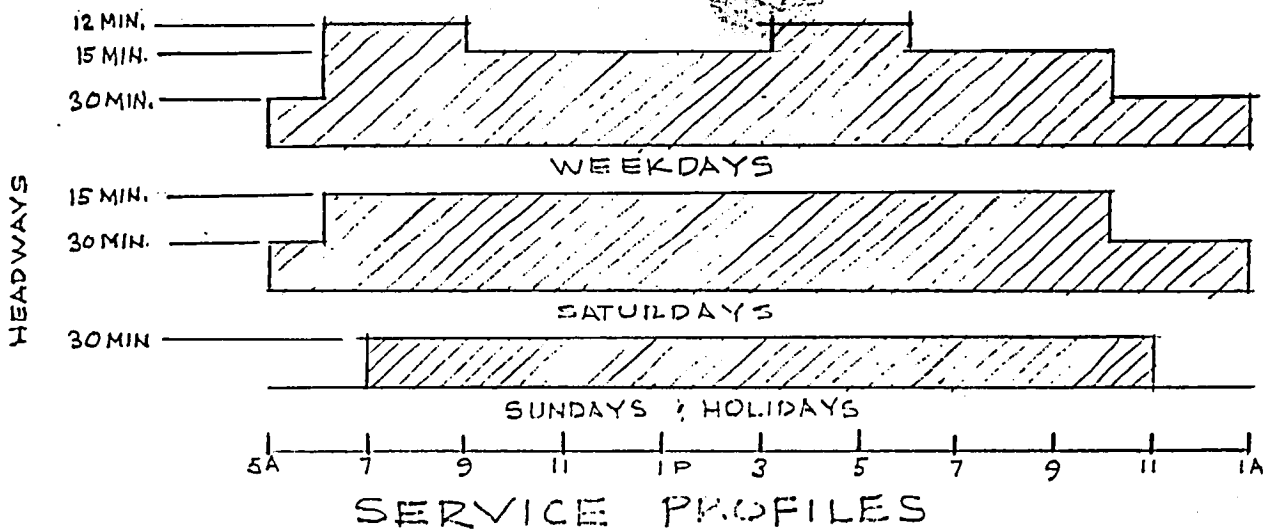 12 MIN.
15 MIN.
30 MIN.
WEEKDAYS
HEADWAYS
15 MIN.
30 MIN.
SATURDAYS
30 MIN
SUNDAYS & HOLIDAYS
5A 7 9 11 1P 3 5 7 9 11 1A
SERVICE PROFILES